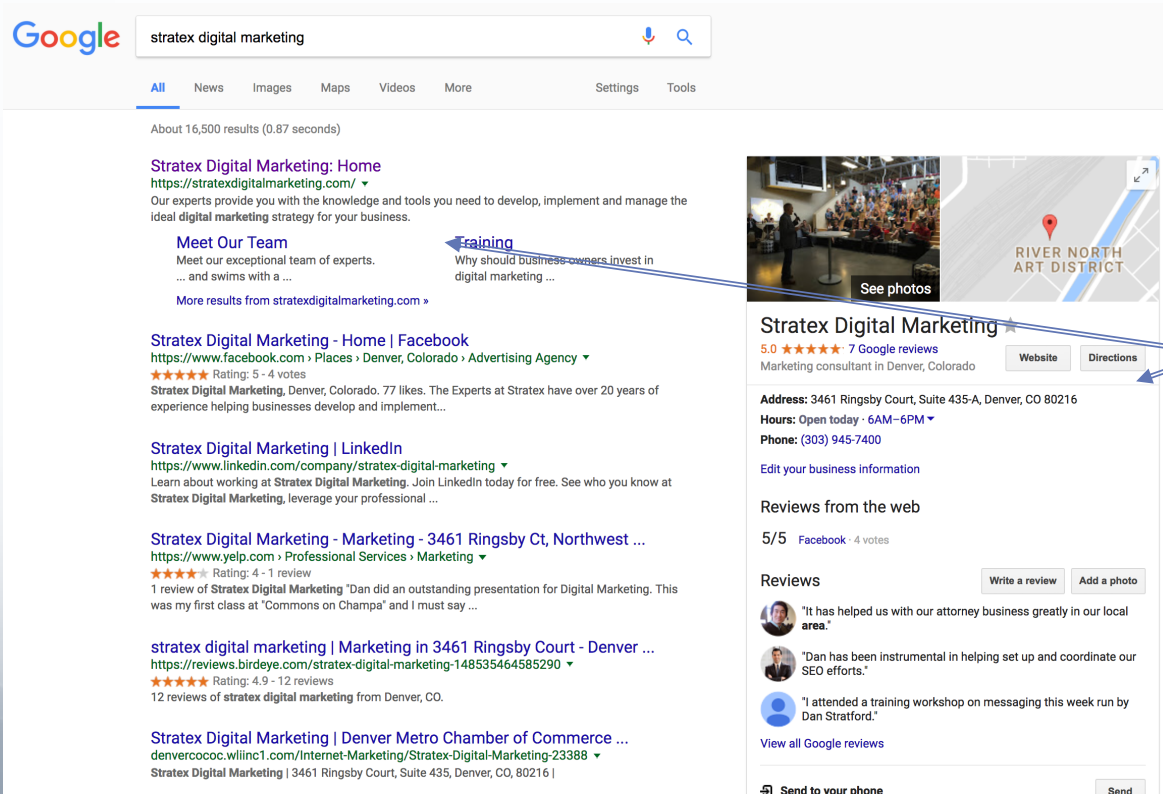 Google
stratex digital marketing
All News Images Maps Videos More Settings Tools
About 16,500 results (0.87 seconds)
Stratex Digital Marketing: Home
https://stratexdigitalmarketing.com/
Our experts provide you with the knowledge and tools you need to develop, implement and manage the
ideal digital marketing strategy for your business.
Meet Our Team
Meet our exceptional team of experts.
... and swims with a ...
Training
Why should business owners invest in
digital marketing ...
More results from stratexdigitalmarketing.com »
Stratex Digital Marketing - Home | Facebook
https://www.facebook.com › Places › Denver, Colorado › Advertising Agency
Rating: 5 - 4 votes
Stratex Digital Marketing, Denver, Colorado. 77 likes. The Experts at Stratex have over 20 years of
experience helping businesses develop and implement...
Stratex Digital Marketing | LinkedIn
https://www.linkedin.com/company/stratex-digital-marketing
Learn about working at Stratex Digital Marketing. Join LinkedIn today for free. See who you know at
Stratex Digital Marketing, leverage your professional ...
Stratex Digital Marketing - Marketing - 3461 Ringsby Ct, Northwest ...
https://www.yelp.com › Professional Services › Marketing
Rating: 4 - 1 review
1 review of Stratex Digital Marketing "Dan did an outstanding presentation for Digital Marketing. This
was my first class at "Commons on Champa" and I must say ...
stratex digital marketing | Marketing in 3461 Ringsby Court - Denver ...
https://reviews.birdeye.com/stratex-digital-marketing-148535464585290
Rating: 4.9 - 12 reviews
12 reviews of stratex digital marketing from Denver, CO.
Stratex Digital Marketing | Denver Metro Chamber of Commerce ...
denvercococ.wliinc1.com/Internet-Marketing/Stratex-Digital-Marketing-23388
Stratex Digital Marketing | 3461 Ringsby Court, Suite 435, Denver, CO, 80216 |
See photos
RIVER NORTH
ART DISTRICT
Stratex Digital Marketing
5.0 7 Google reviews
Marketing consultant in Denver, Colorado
Website Directions
Address: 3461 Ringsby Court, Suite 435-A, Denver, CO 80216
Hours: Open today · 6AM–6PM
Phone: (303) 945-7400
Edit your business information
Reviews from the web
5/5 Facebook · 4 votes
Reviews
Write a review Add a photo
"It has helped us with our attorney business greatly in our local
area."
"Dan has been instrumental in helping set up and coordinate our
SEO efforts."
"I attended a training workshop on messaging this week run by
Dan Stratford."
View all Google reviews
Send to your phone Send